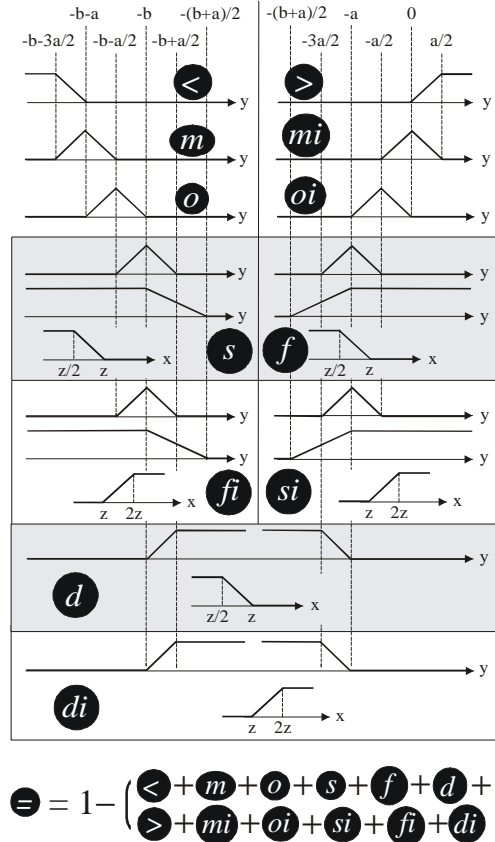 -b-a -b -(b+a)/2 -(b+a)/2 -a 0
-b-3a/2 -b-a/2 -b+a/2 -3a/2 -a/2 a/2
< y > y
m y mi y
o y oi y
y y
y y
s x f x
z/2 z z/2 z
y y
y y
fi x si x
z 2z z 2z
y
d x
z/2 z
y
di x
z 2z
= = 1- ( < + m + o + s + f + d +
> + mi + oi + si + fi + di